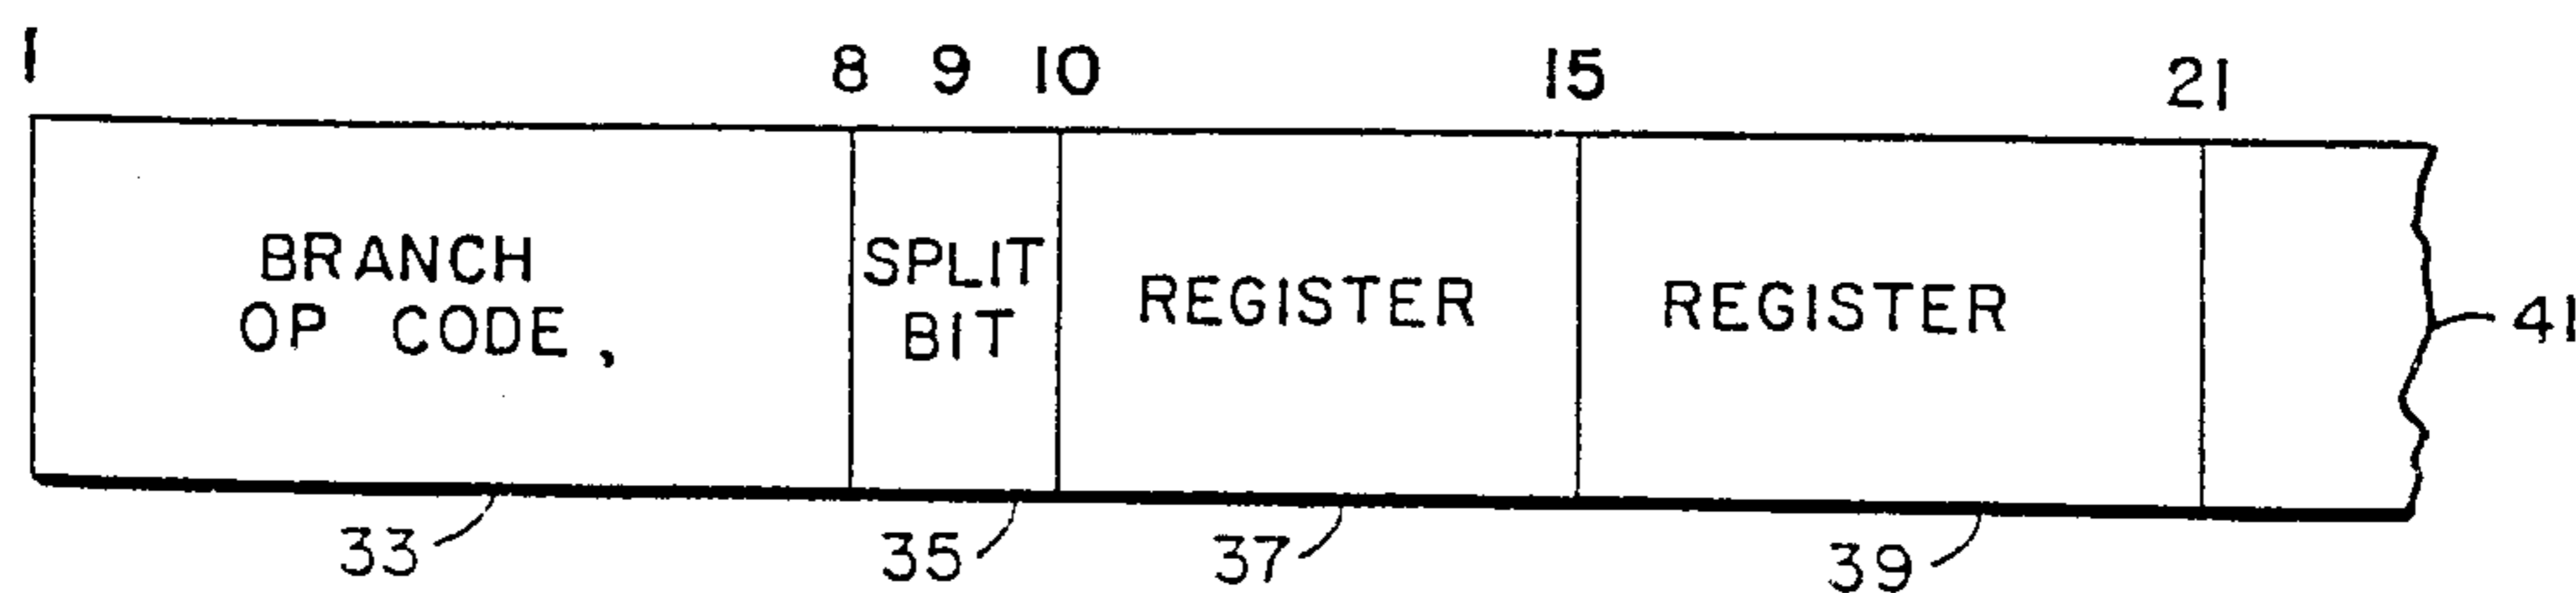 1 8 9 10 15 21
BRANCH
OP CODE,
SPLIT
BIT
REGISTER
REGISTER
41
33 35 37 39